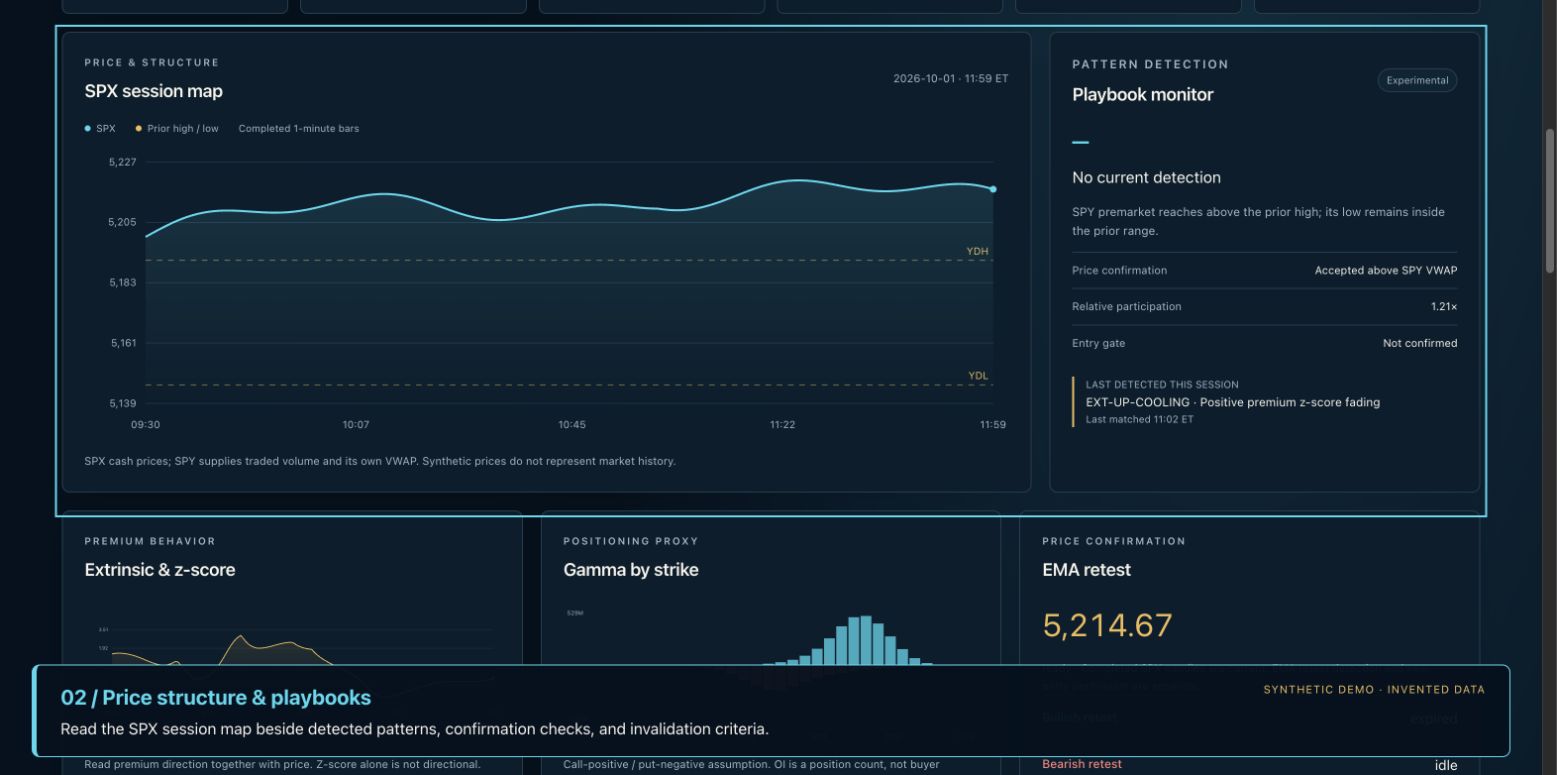 PRICE & STRUCTURE
SPX session map
2026-10-01 · 11:59 ET
SPX
Prior high / low
Completed 1-minute bars
5,227
5,205
5,183
5,161
5,139
YDH
YDL
09:30
10:07
10:45
11:22
11:59
SPX cash prices; SPY supplies traded volume and its own VWAP. Synthetic prices do not represent market history.
PATTERN DETECTION
Playbook monitor
Experimental
—
No current detection
SPY premarket reaches above the prior high; its low remains inside
the prior range.
Price confirmation
Accepted above SPY VWAP
Relative participation
1.21×
Entry gate
Not confirmed
LAST DETECTED THIS SESSION
EXT-UP-COOLING · Positive premium z-score fading
Last matched 11:02 ET
PREMIUM BEHAVIOR
Extrinsic & z-score
1.92
POSITIONING PROXY
Gamma by strike
529M
PRICE CONFIRMATION
EMA retest
5,214.67
Bullish retest
expired
02 / Price structure & playbooks
SYNTHETIC DEMO · INVENTED DATA
Read the SPX session map beside detected patterns, confirmation checks, and invalidation criteria.
Read premium direction together with price. Z-score alone is not directional.
Call-positive / put-negative assumption. OI is a position count, not buyer
Bearish retest
idle